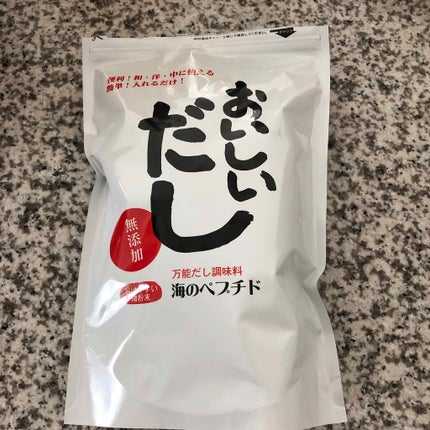 便利！和・洋・中に使える
簡単！入れるだけ！
おいしい
だし
無添加
万能だし調味料
海のペプチド
粉末